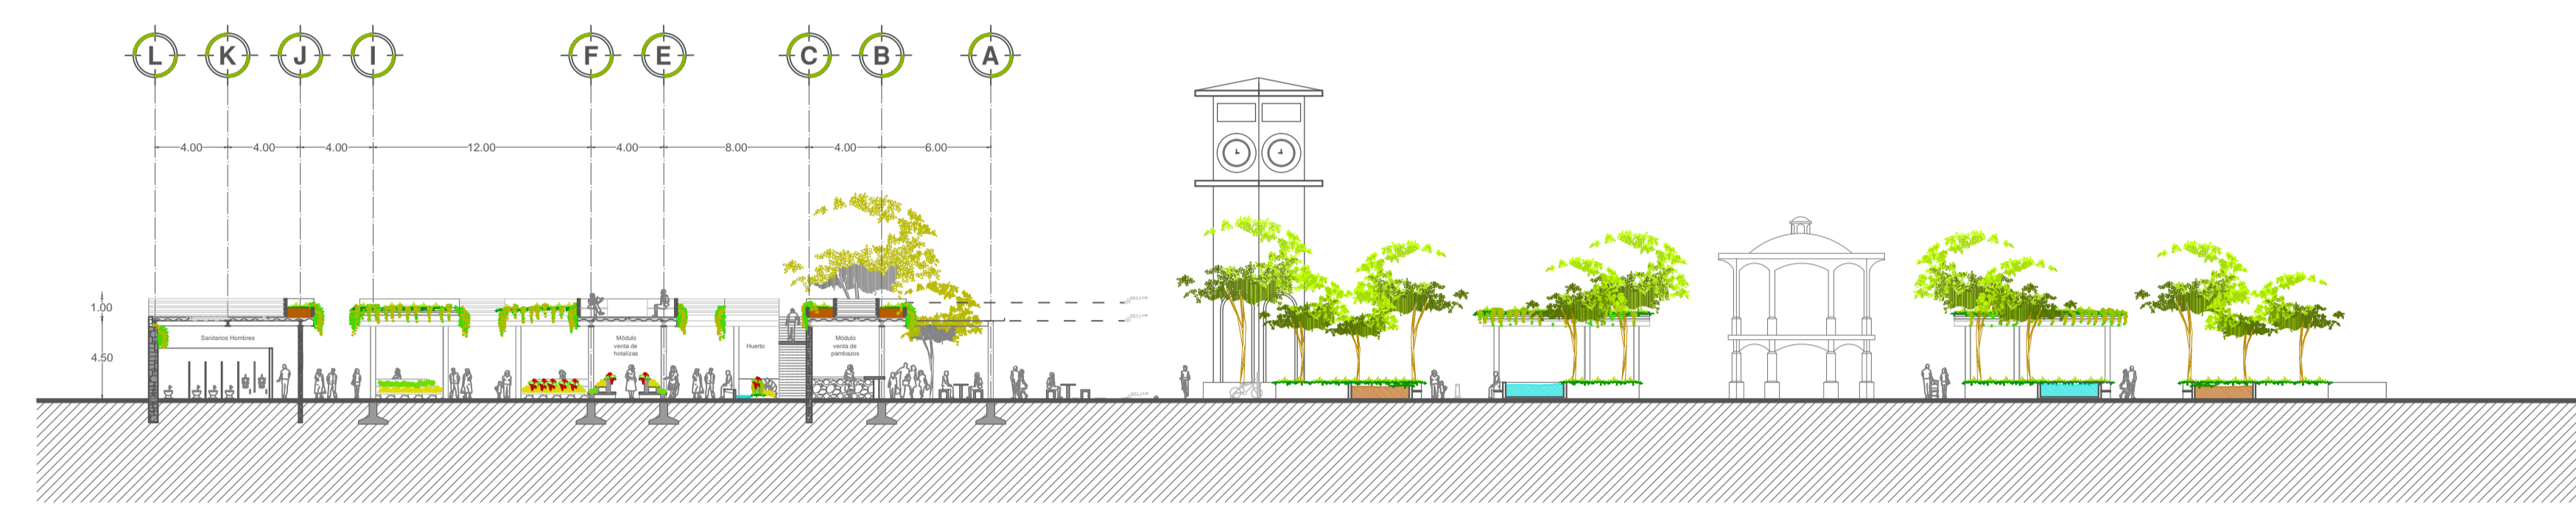 L K J I F E C B A
4.00 4.00 4.00 12.00 4.00 8.00 4.00 6.00
1.00
4.50
Sanitarios Hombres
Módulo
venta de
hotalizas
Huerto
Módulo
venta de
pambazos